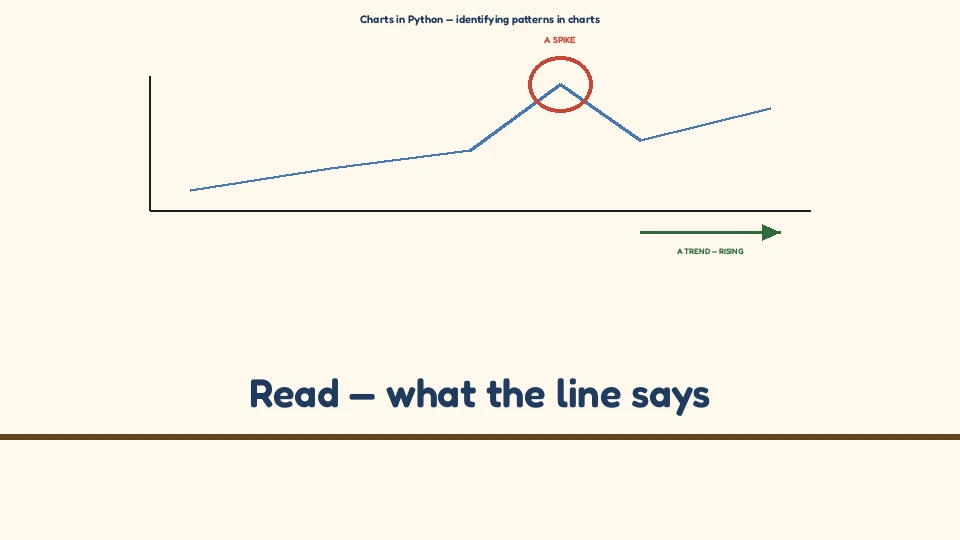 Charts in Python — identifying patterns in charts
A SPIKE
A TREND — RISING
Read — what the line says